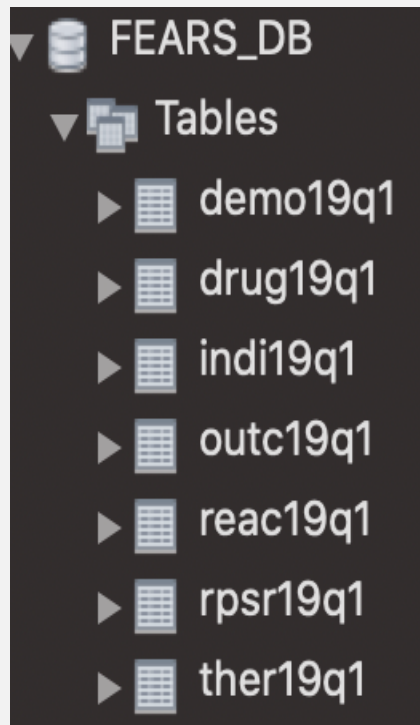 FEARS_DB
Tables
demo19q1
drug19q1
indi19q1
outc19q1
reac19q1
rpsr19q1
ther19q1